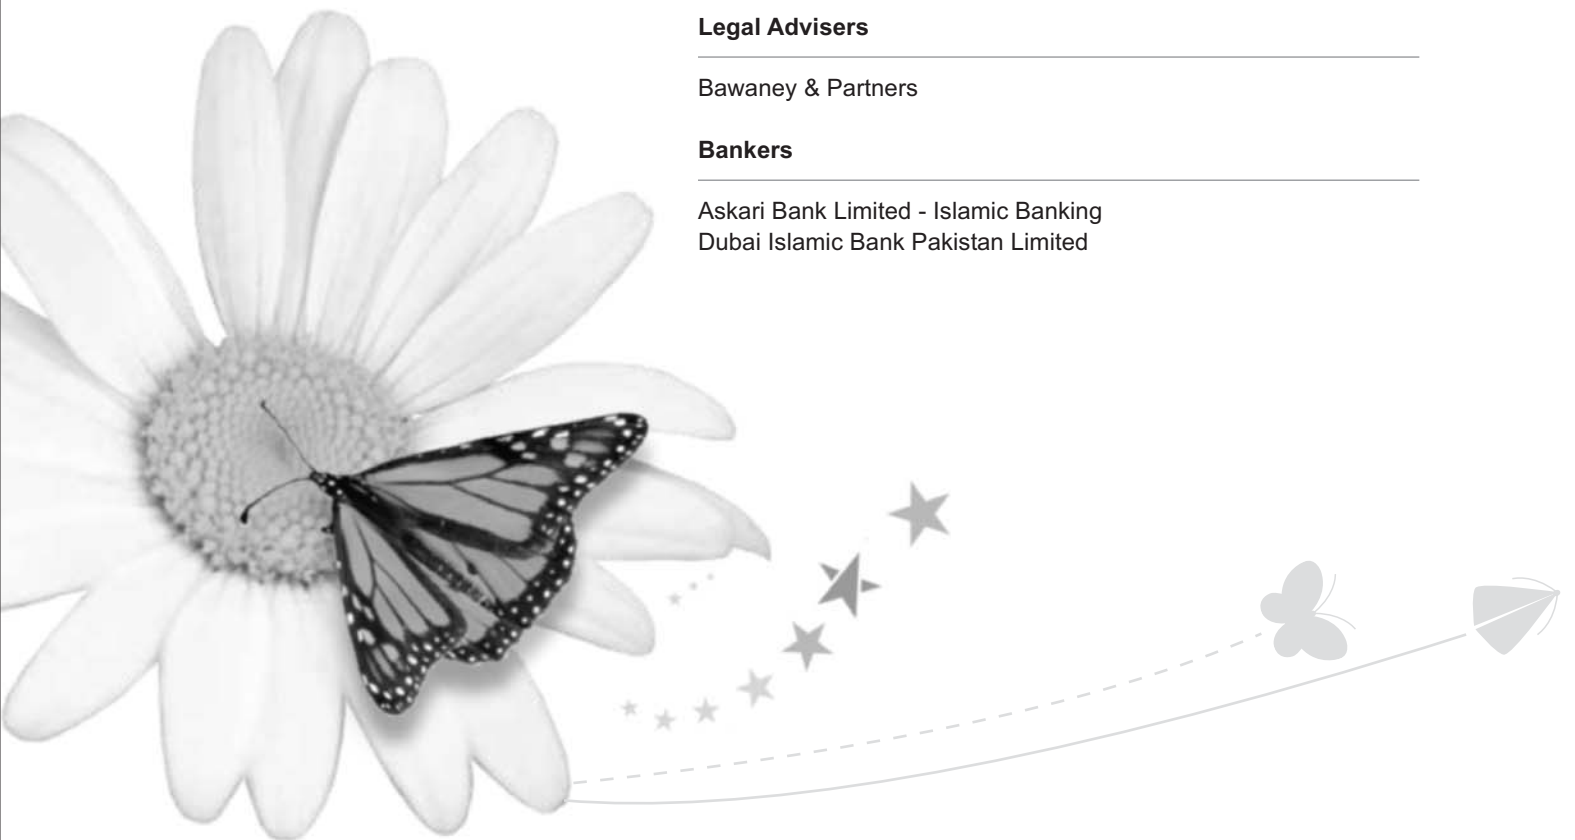 Legal Advisers
Bawaney & Partners
Bankers
Askari Bank Limited - Islamic Banking
Dubai Islamic Bank Pakistan Limited